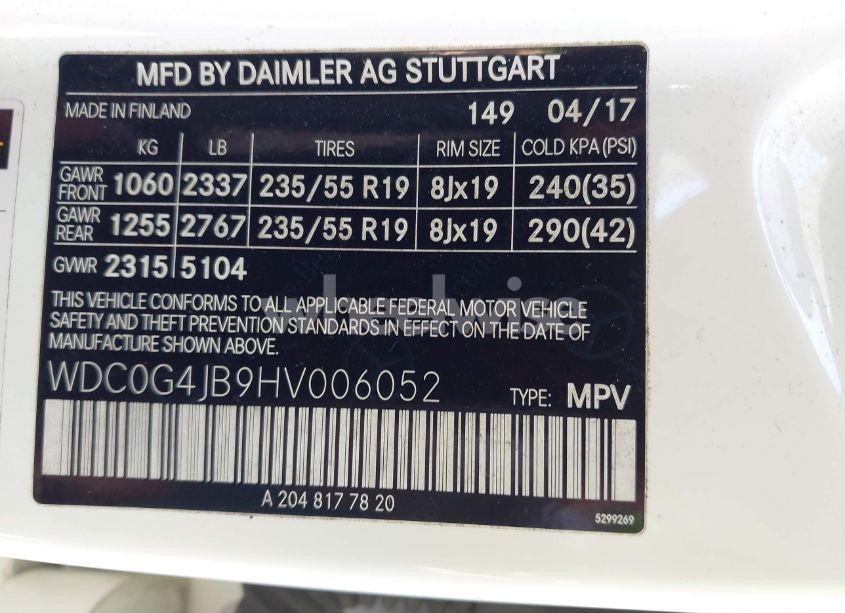 MFD BY DAIMLER AG STUTTGART
MADE IN FINLAND 149 04/17
KG LB TIRES RIM SIZE COLD KPA (PSI)
GAWR FRONT 1060 2337 235/55 R19 8Jx19 240(35)
GAWR REAR 1255 2767 235/55 R19 8Jx19 290(42)
GVWR 2315 5104
THIS VEHICLE CONFORMS TO ALL APPLICABLE FEDERAL MOTOR VEHICLE
SAFETY AND THEFT PREVENTION STANDARDS IN EFFECT ON THE DATE OF
MANUFACTURE SHOWN ABOVE.
WDC0G4JB9HV006052 TYPE: MPV
A 204 817 78 20
5299269